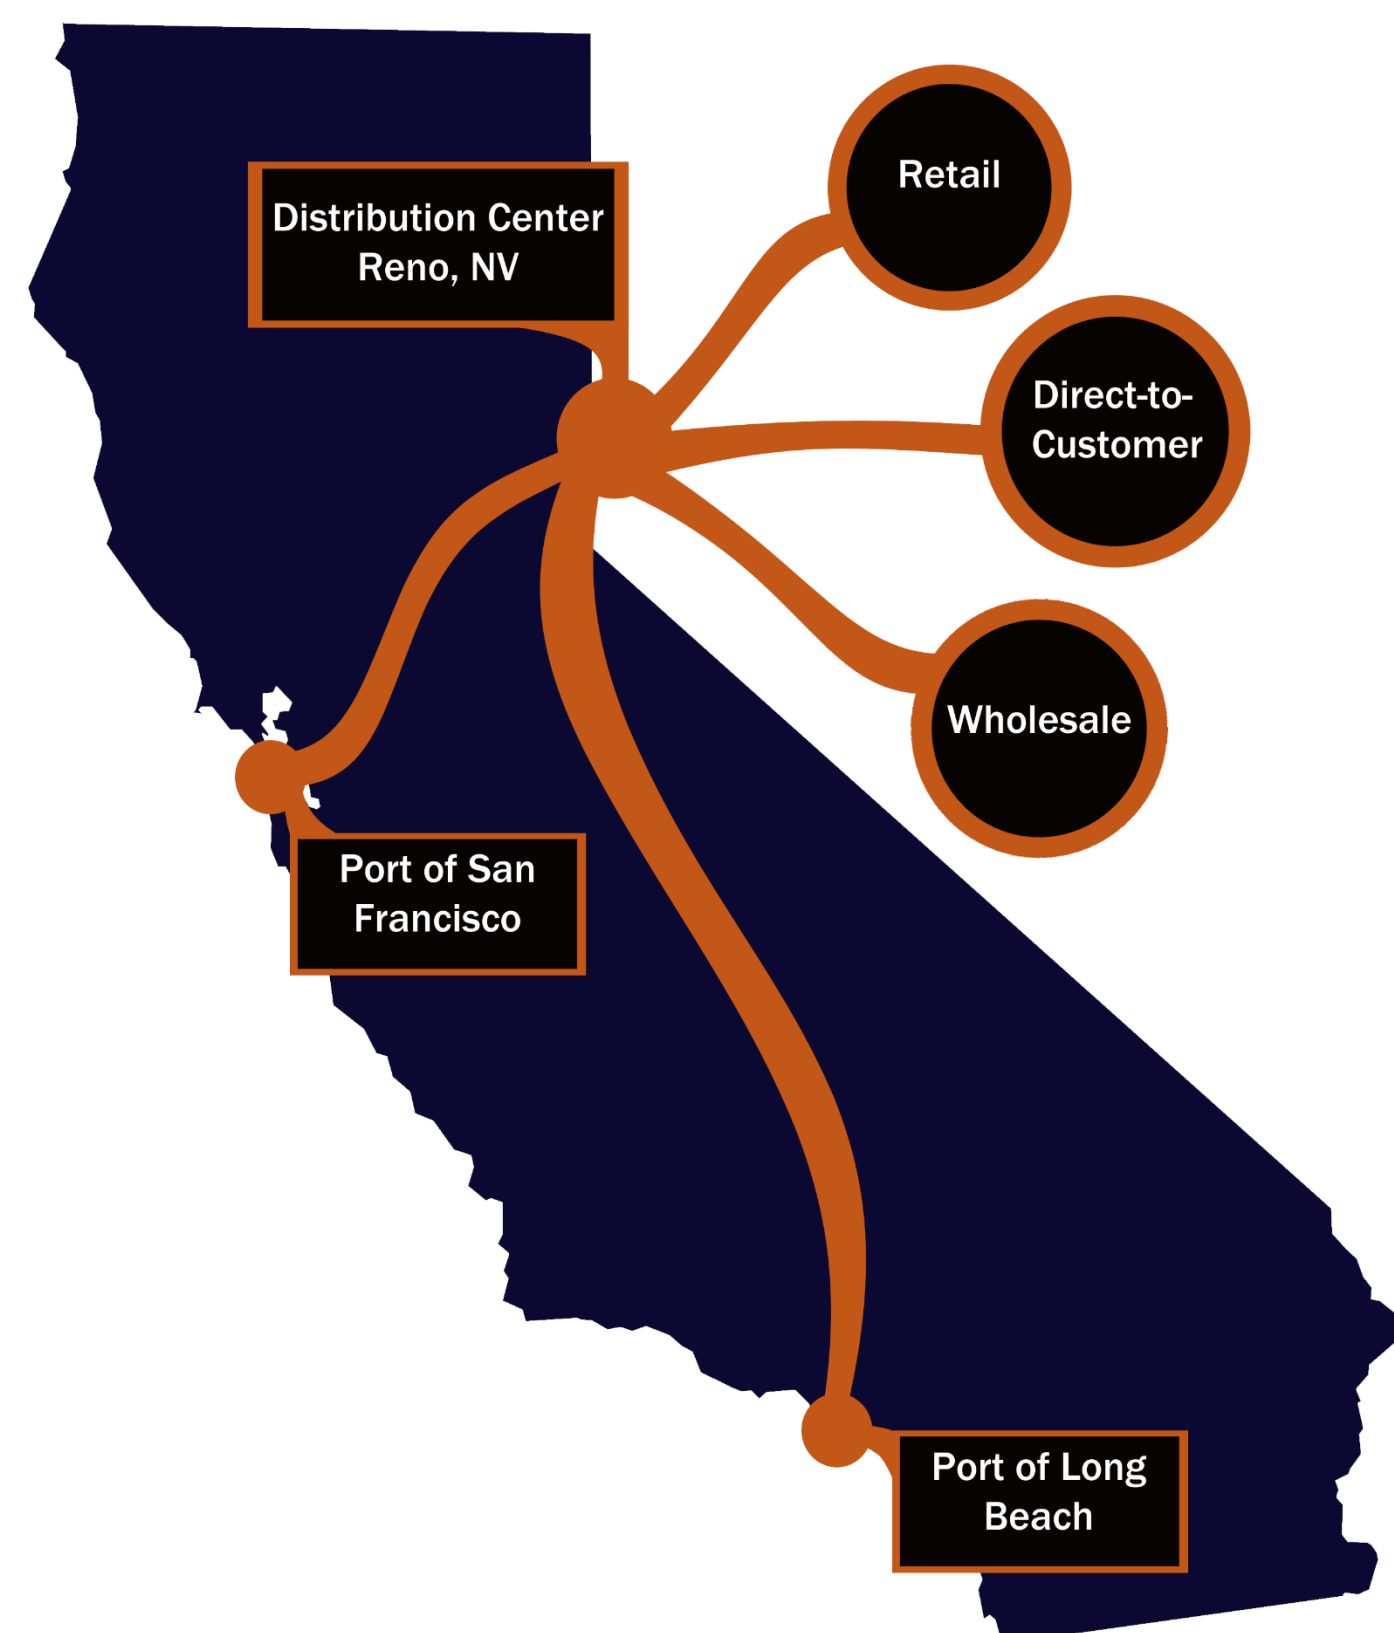 Retail
Distribution Center
Reno, NV
Direct-to-
Customer
Wholesale
Port of San
Francisco
Port of Long
Beach